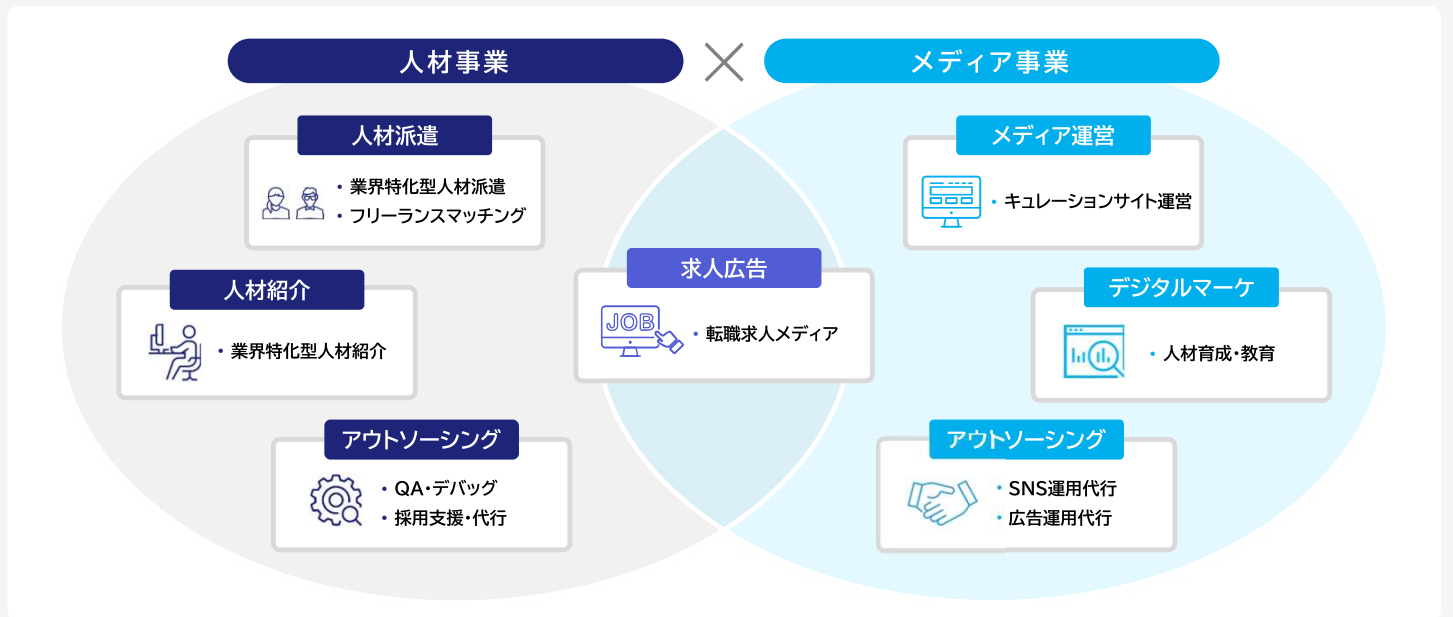 人材事業
メディア事業
人材派遣
・業界特化型人材派遣
・フリーランスマッチング
人材紹介
・業界特化型人材紹介
アウトソーシング
・QA・デバッグ
・採用支援・代行
求人広告
JOB
・転職求人メディア
メディア運営
・キュレーションサイト運営
デジタルマーケ
・人材育成・教育
アウトソーシング
・SNS運用代行
・広告運用代行